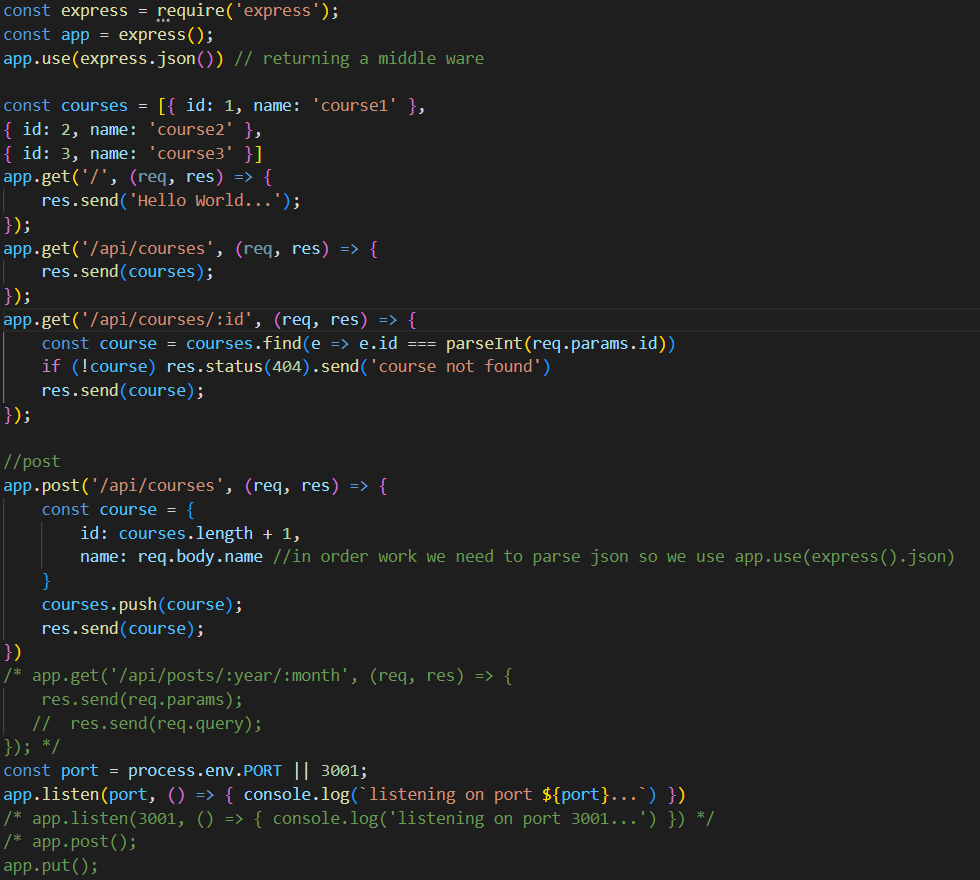 const express = require('express');
const app = express();
app.use(express.json()) // returning a middle ware
const courses = [{ id: 1, name: 'course1' },
{ id: 2, name: 'course2' },
{ id: 3, name: 'course3' }]
app.get('/', (req, res) => {
    res.send('Hello World...');
});
app.get('/api/courses', (req, res) => {
    res.send(courses);
});
app.get('/api/courses/:id', (req, res) => {
    const course = courses.find(e => e.id === parseInt(req.params.id))
    if (!course) res.status(404).send('course not found')
    res.send(course);
});
//post
app.post('/api/courses', (req, res) => {
    const course = {
        id: courses.length + 1,
        name: req.body.name //in order work we need to parse json so we use app.use(express().json)
    }
    courses.push(course);
    res.send(course);
})
/* app.get('/api/posts/:year/:month', (req, res) => {
    res.send(req.params);
   //  res.send(req.query);
}); */
const port = process.env.PORT || 3001;
app.listen(port, () => { console.log(`listening on port ${port}...`) })
/* app.listen(3001, () => { console.log('listening on port 3001...') }) */
/* app.post();
app.put();